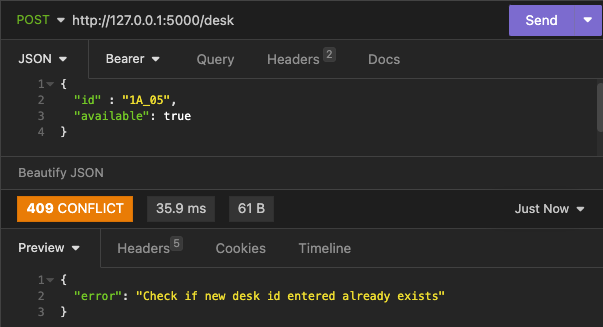 POST http://127.0.0.1:5000/desk Send
JSON Bearer Query Headers 2 Docs
1 {
2 "id" : "1A_05",
3 "available": true
4 }
Beautify JSON
409 CONFLICT 35.9 ms 61 B Just Now
Preview Headers 5 Cookies Timeline
1 {
2 "error": "Check if new desk id entered already exists"
3 }